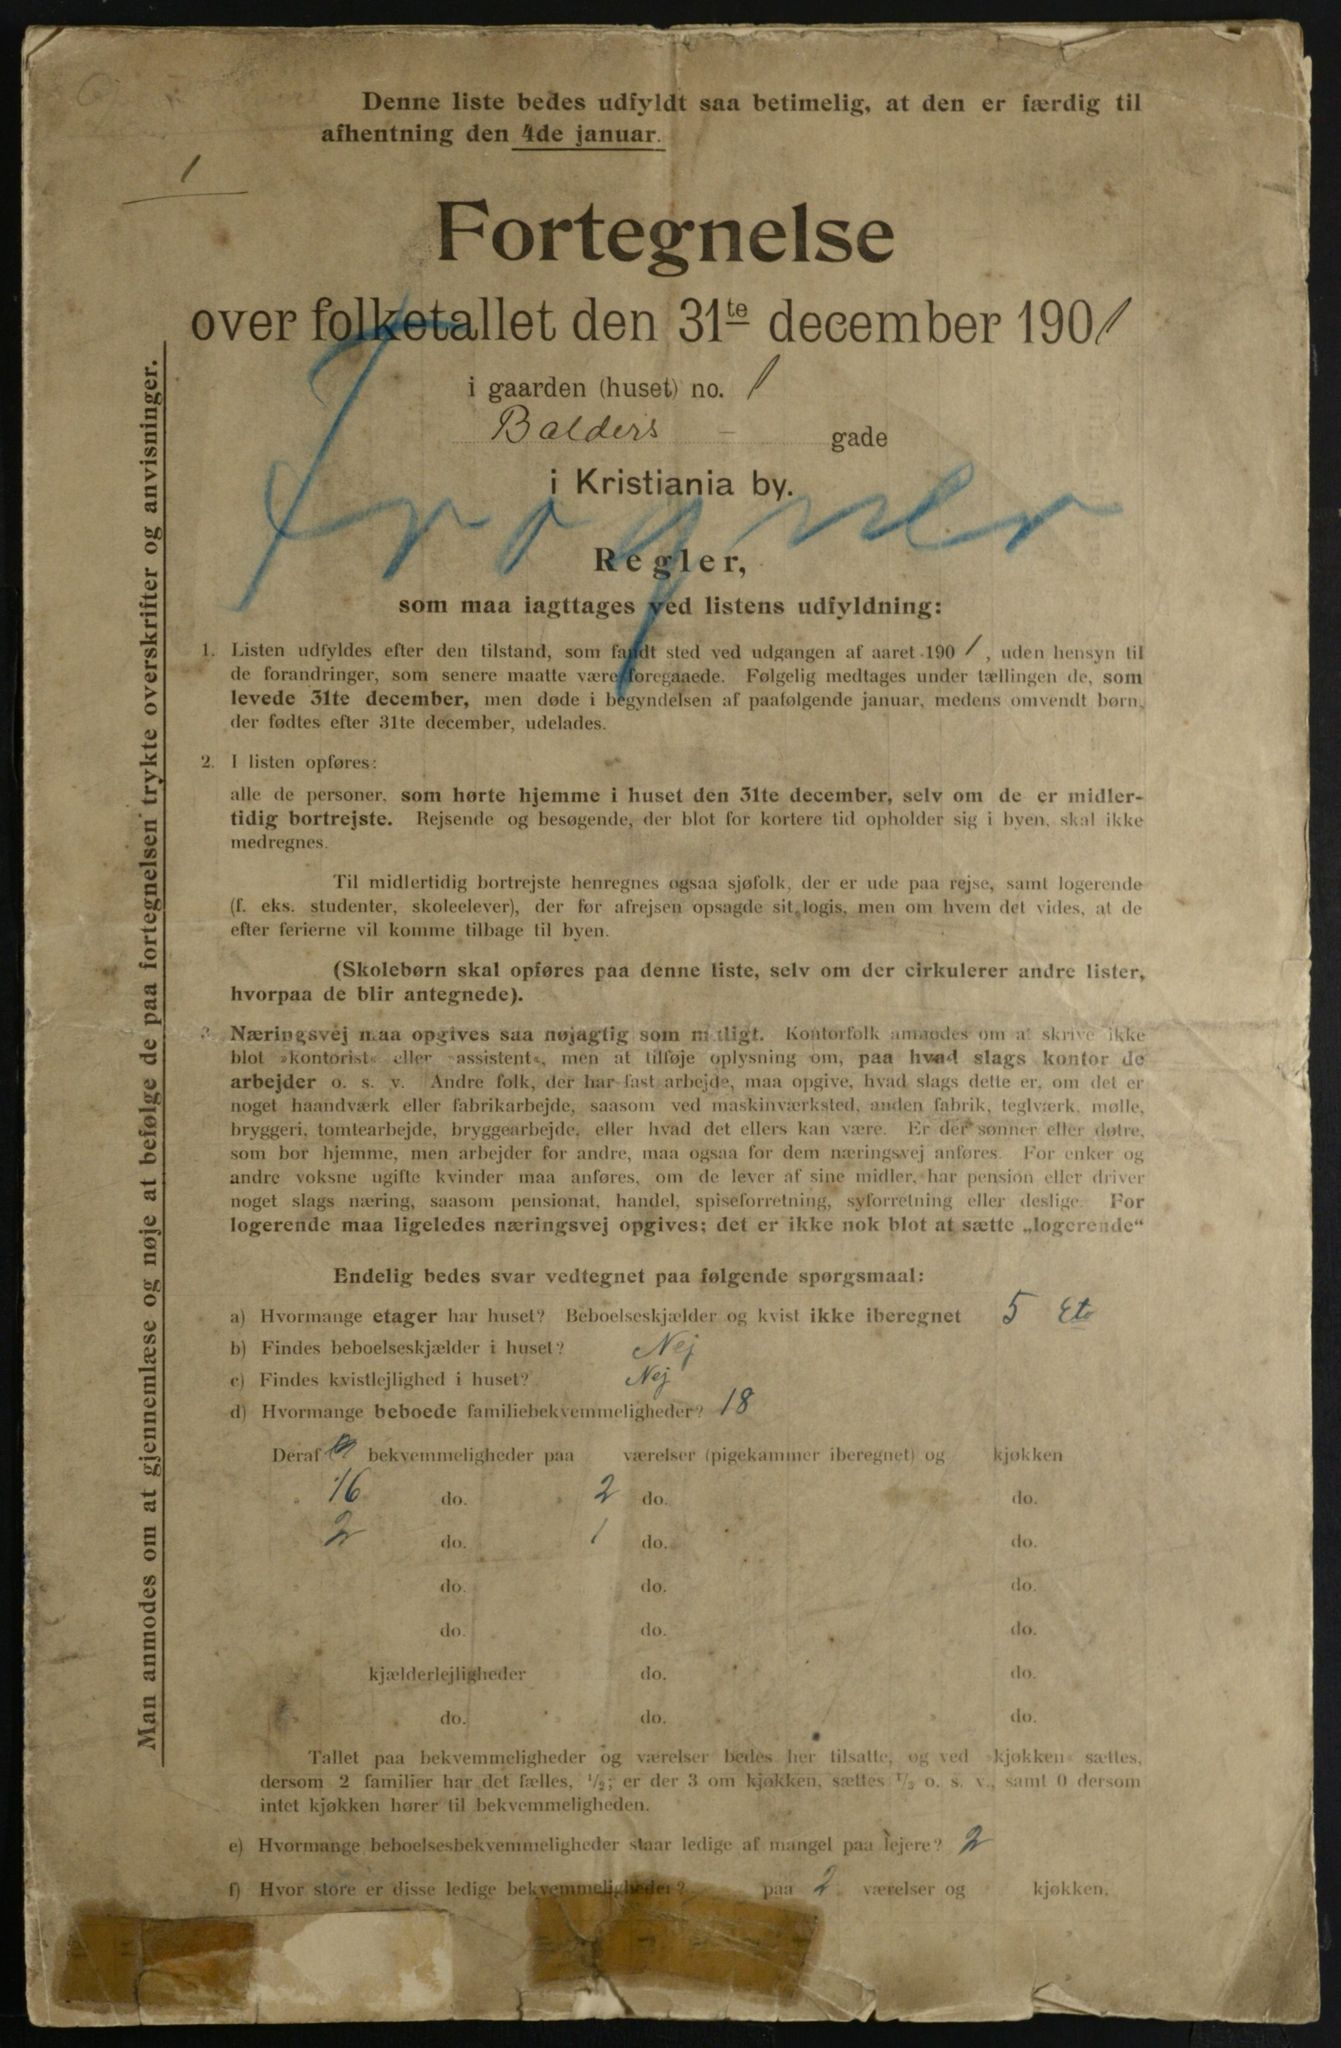 Denne liste bedes udfyldt saa betimelig, at den er færdig til
afhentning den 4de januar.
1
Fortegnelse
over folketallet den 31te december 1901
i gaarden (huset) no. 1
Balders - gade
i Kristiania by.
Frogner
Regler,
som maa iagttages ved listens udfyldning:
1. Listen udfyldes efter den tilstand, som fandt sted ved udgangen af aaret 1901, uden hensyn til
de forandringer, som senere maatte være foregaaede. Følgelig medtages under tællingen de, som
levede 31te december, men døde i begyndelsen af paafølgende januar, medens omvendt børn,
der fødtes efter 31te december, udelades.
2. I listen opføres:
alle de personer, som hørte hjemme i huset den 31te december, selv om de er midler-
tidig bortrejste. Rejsende og besøgende, der blot for kortere tid opholder sig i byen, skal ikke
medregnes.
Til midlertidig bortrejste henregnes ogsaa sjøfolk, der er ude paa rejse, samt logerende
(f. eks. studenter, skoleelever), der før afrejsen opsagde sit logis, men om hvem det vides, at de
efter ferierne vil komme tilbage til byen.
(Skolebørn skal opføres paa denne liste, selv om der cirkulerer andre lister,
hvorpaa de blir antegnede).
3. Næringsvej maa opgives saa nøjagtig som muligt. Kontorfolk anmodes om at skrive ikke
blot »kontorist« eller »assistent«, men at tilføje oplysning om, paa hvad slags kontor de
arbejder o. s. v. Andre folk, der har fast arbejde, maa opgive, hvad slags dette er, om det er
noget haandværk eller fabrikarbejde, saasom ved maskinværksted, anden fabrik, teglværk, mølle,
bryggeri, tomtearbejde, bryggearbejde, eller hvad det ellers kan være. Er der sønner eller døtre,
som bor hjemme, men arbejder for andre, maa ogsaa for dem næringsvej anføres. For enker og
andre voksne ugifte kvinder maa anføres, om de lever af sine midler, har pension eller driver
noget slags næring, saasom pensionat, handel, spiseforretning, syforretning eller deslige. For
logerende maa ligeledes næringsvej opgives; det er ikke nok blot at sætte „logerende“
Endelig bedes svar vedtegnet paa følgende spørgsmaal:
a) Hvormange etager har huset? Beboelseskjælder og kvist ikke iberegnet 5 Etg
b) Findes beboelseskjælder i huset? Nej
c) Findes kvistlejlighed i huset? Nej
d) Hvormange beboede familiebekvemmeligheder? 18
Deraf bekvemmeligheder paa værelser (pigekammer iberegnet) og kjøkken
16 do. 2 do. do.
2 do. 1 do. do.
do. do. do.
do. do. do.
kjælderlejligheder do. do.
do. do. do.
Tallet paa bekvemmeligheder og værelser bedes her tilsatte, og ved kjøkken sættes,
dersom 2 familier har det fælles, 1/2; er der 3 om kjøkken, sættes 1/3 o. s. v., samt 0 dersom
intet kjøkken hører til bekvemmeligheden.
e) Hvormange beboelsesbekvemmeligheder staar ledige af mangel paa lejere? 2
f) Hvor store er disse ledige bekvemmeligheder? paa 2 værelser og kjøkken.
Man anmodes om at gjennemlæse og nøje at befølge de paa fortegnelsen trykte overskrifter og anvisninger.